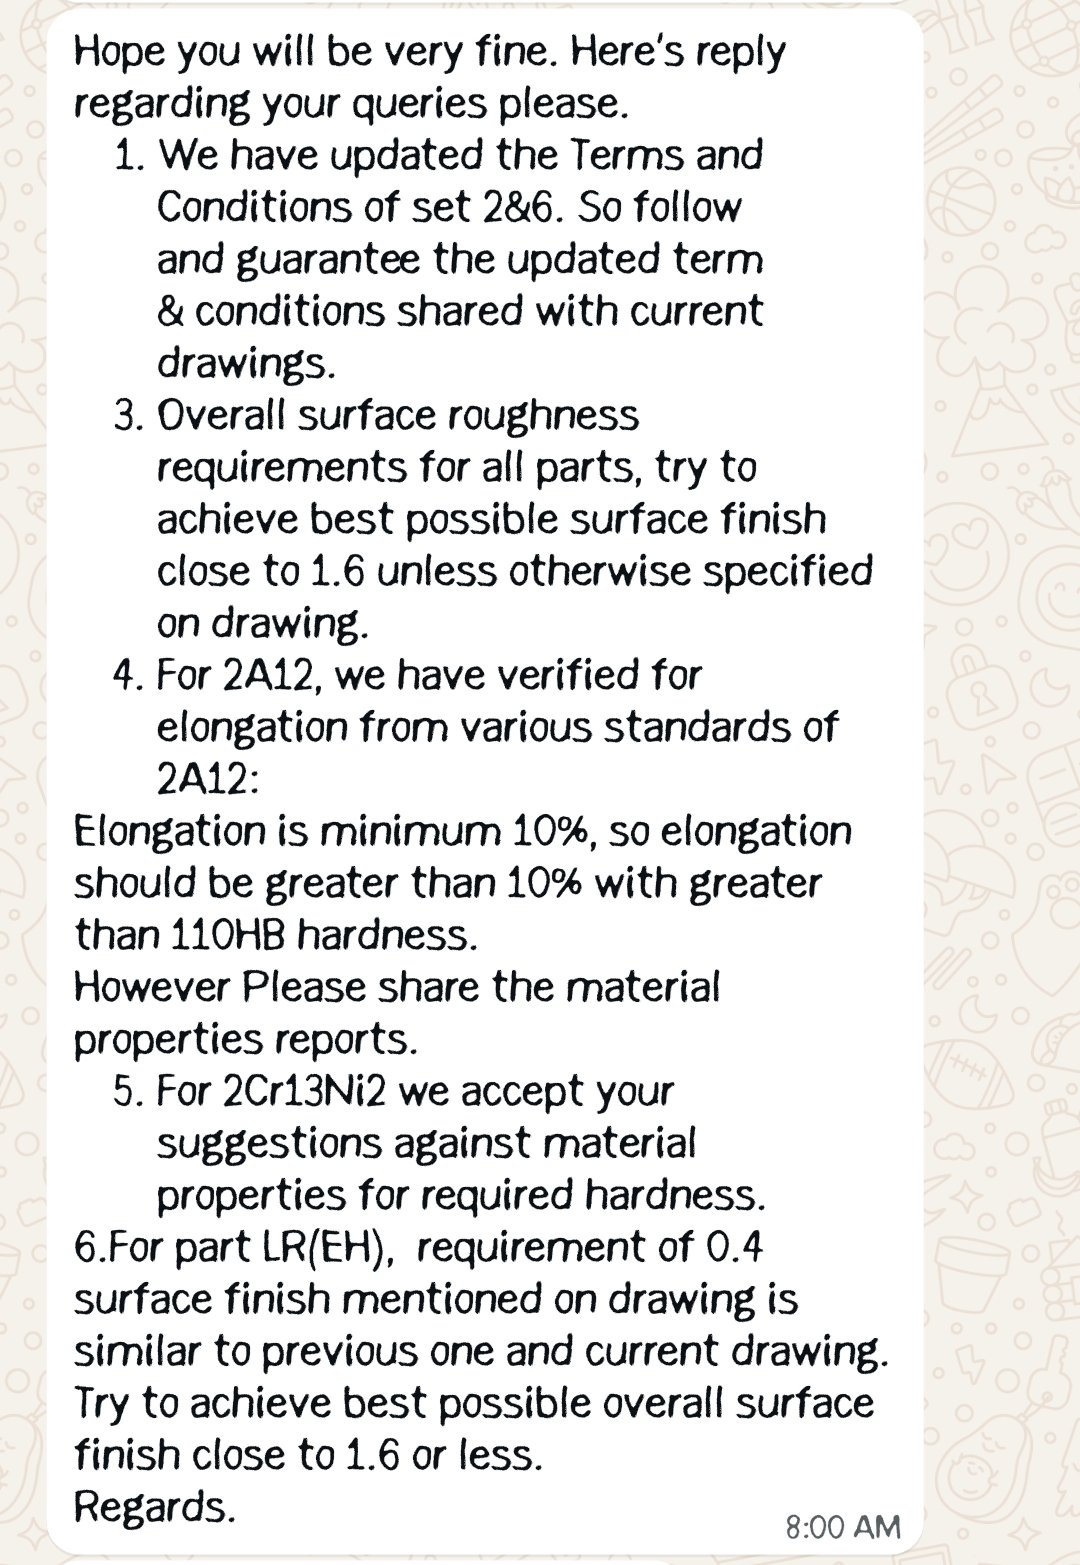 Hope you will be very fine. Here's reply
regarding your queries please.
1. We have updated the Terms and
Conditions of set 2&6. So follow
and guarantee the updated term
& conditions shared with current
drawings.
3. Overall surface roughness
requirements for all parts, try to
achieve best possible surface finish
close to 1.6 unless otherwise specified
on drawing.
4. For 2A12, we have verified for
elongation from various standards of
2A12:
Elongation is minimum 10%, so elongation
should be greater than 10% with greater
than 110HB hardness.
However Please share the material
properties reports.
5. For 2Cr13Ni2 we accept your
suggestions against material
properties for required hardness.
6.For part LR(EH),  requirement of 0.4
surface finish mentioned on drawing is
similar to previous one and current drawing.
Try to achieve best possible overall surface
finish close to 1.6 or less.
Regards.
8:00 AM